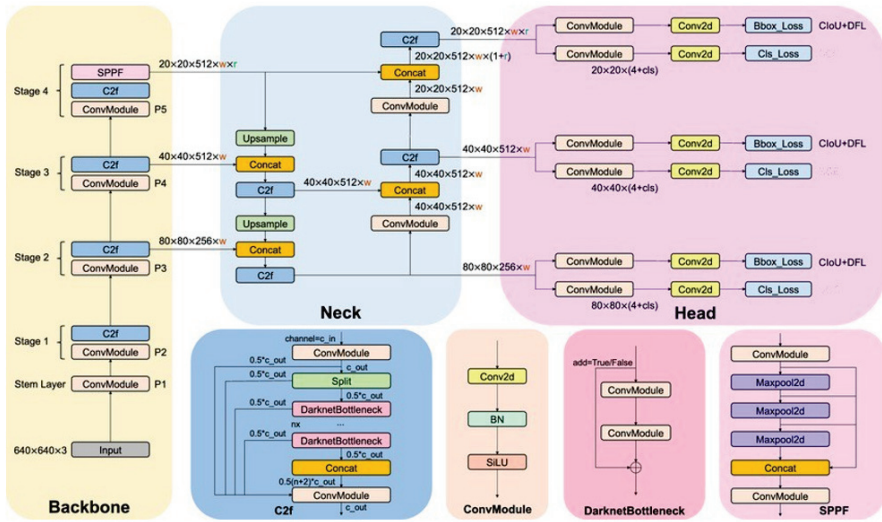 SPPF
C2f
ConvModule
Stage 4
P5
C2f
ConvModule
Stage 3
P4
C2f
ConvModule
Stage 2
P3
C2f
ConvModule
Stage 1
P2
Stem Layer
ConvModule
P1
640×640×3
Input
Backbone
20×20×512×w×r
40×40×512×w
80×80×256×w
Upsample
Concat
C2f
Upsample
Concat
C2f
40×40×512×w
C2f
20×20×512×w×(1+r)
Concat
20×20×512×w
ConvModule
C2f
40×40×512×w
Concat
40×40×512×w
ConvModule
Neck
20×20×512×w×r
ConvModule
Conv2d
Bbox_Loss
CIoU+DFL
ConvModule
Conv2d
Cls_Loss
20×20×(4+cls)
40×40×512×w
ConvModule
Conv2d
Bbox_Loss
CIoU+DFL
ConvModule
Conv2d
Cls_Loss
40×40×(4+cls)
80×80×256×w
ConvModule
Conv2d
Bbox_Loss
CIoU+DFL
ConvModule
Conv2d
Cls_Loss
80×80×(4+cls)
Head
channel=c_in
ConvModule
0.5*c_out
c_out
0.5*c_out
Split
0.5*c_out
0.5*c_out
DarknetBottleneck
nx
...
0.5*c_out
DarknetBottleneck
0.5*c_out
Concat
0.5(n+2)*c_out
ConvModule
C2f
c_out
Conv2d
BN
SiLU
ConvModule
add=True/False
ConvModule
ConvModule
DarknetBottleneck
ConvModule
Maxpool2d
Maxpool2d
Maxpool2d
Concat
ConvModule
SPPF